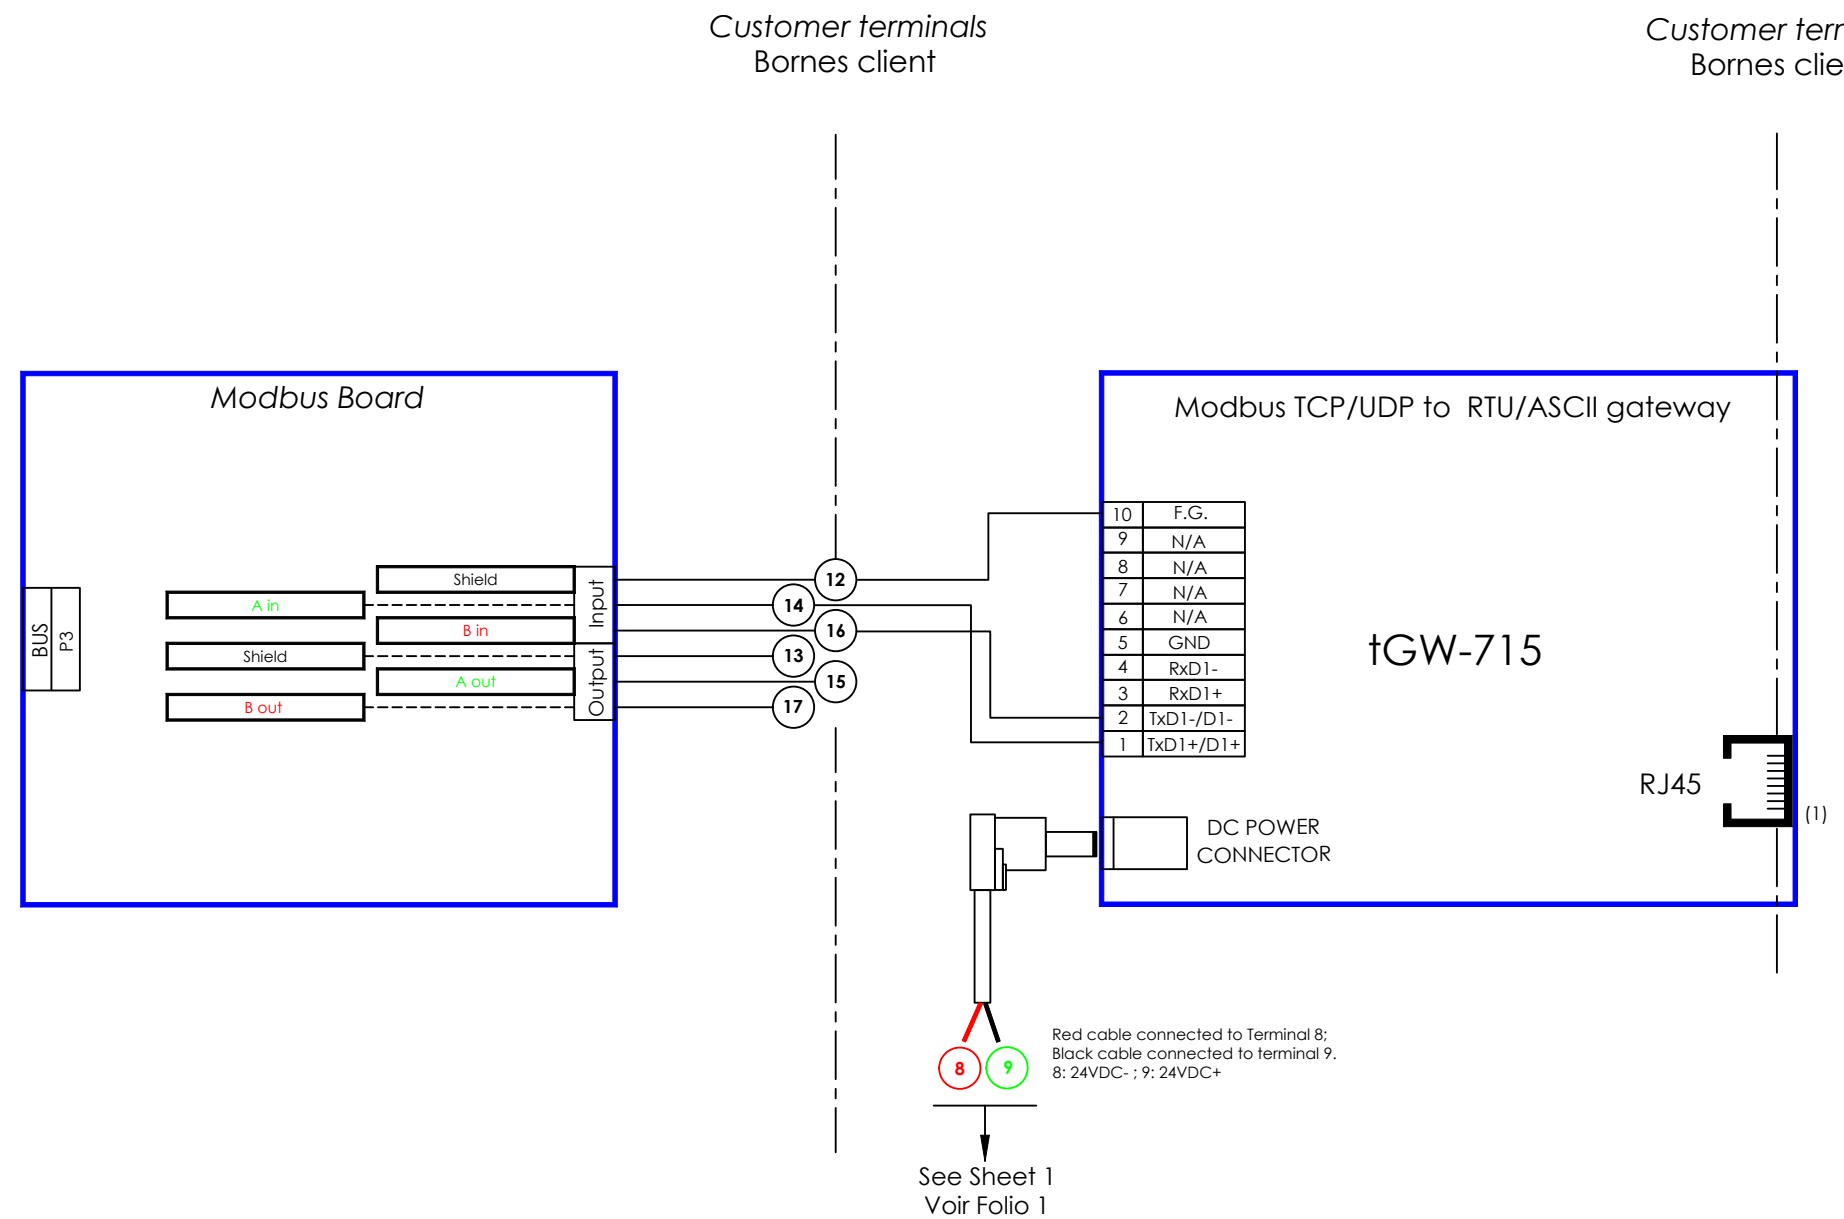 Customer terminals
Bornes client
Customer terr
Bornes clie
Modbus Board
Modbus TCP/UDP to RTU/ASCII gateway
BUS
P3
Shield
A in
B in
Shield
A out
B out
Input
Output
12
14
16
13
15
17
10 F.G.
9 N/A
8 N/A
7 N/A
6 N/A
5 GND
4 RxD1-
3 RxD1+
2 TxD1-/D1-
1 TxD1+/D1+
tGW-715
RJ45
(1)
DC POWER
CONNECTOR
8
9
Red cable connected to Terminal 8;
Black cable connected to terminal 9.
8: 24VDC- ; 9: 24VDC+
See Sheet 1
Voir Folio 1